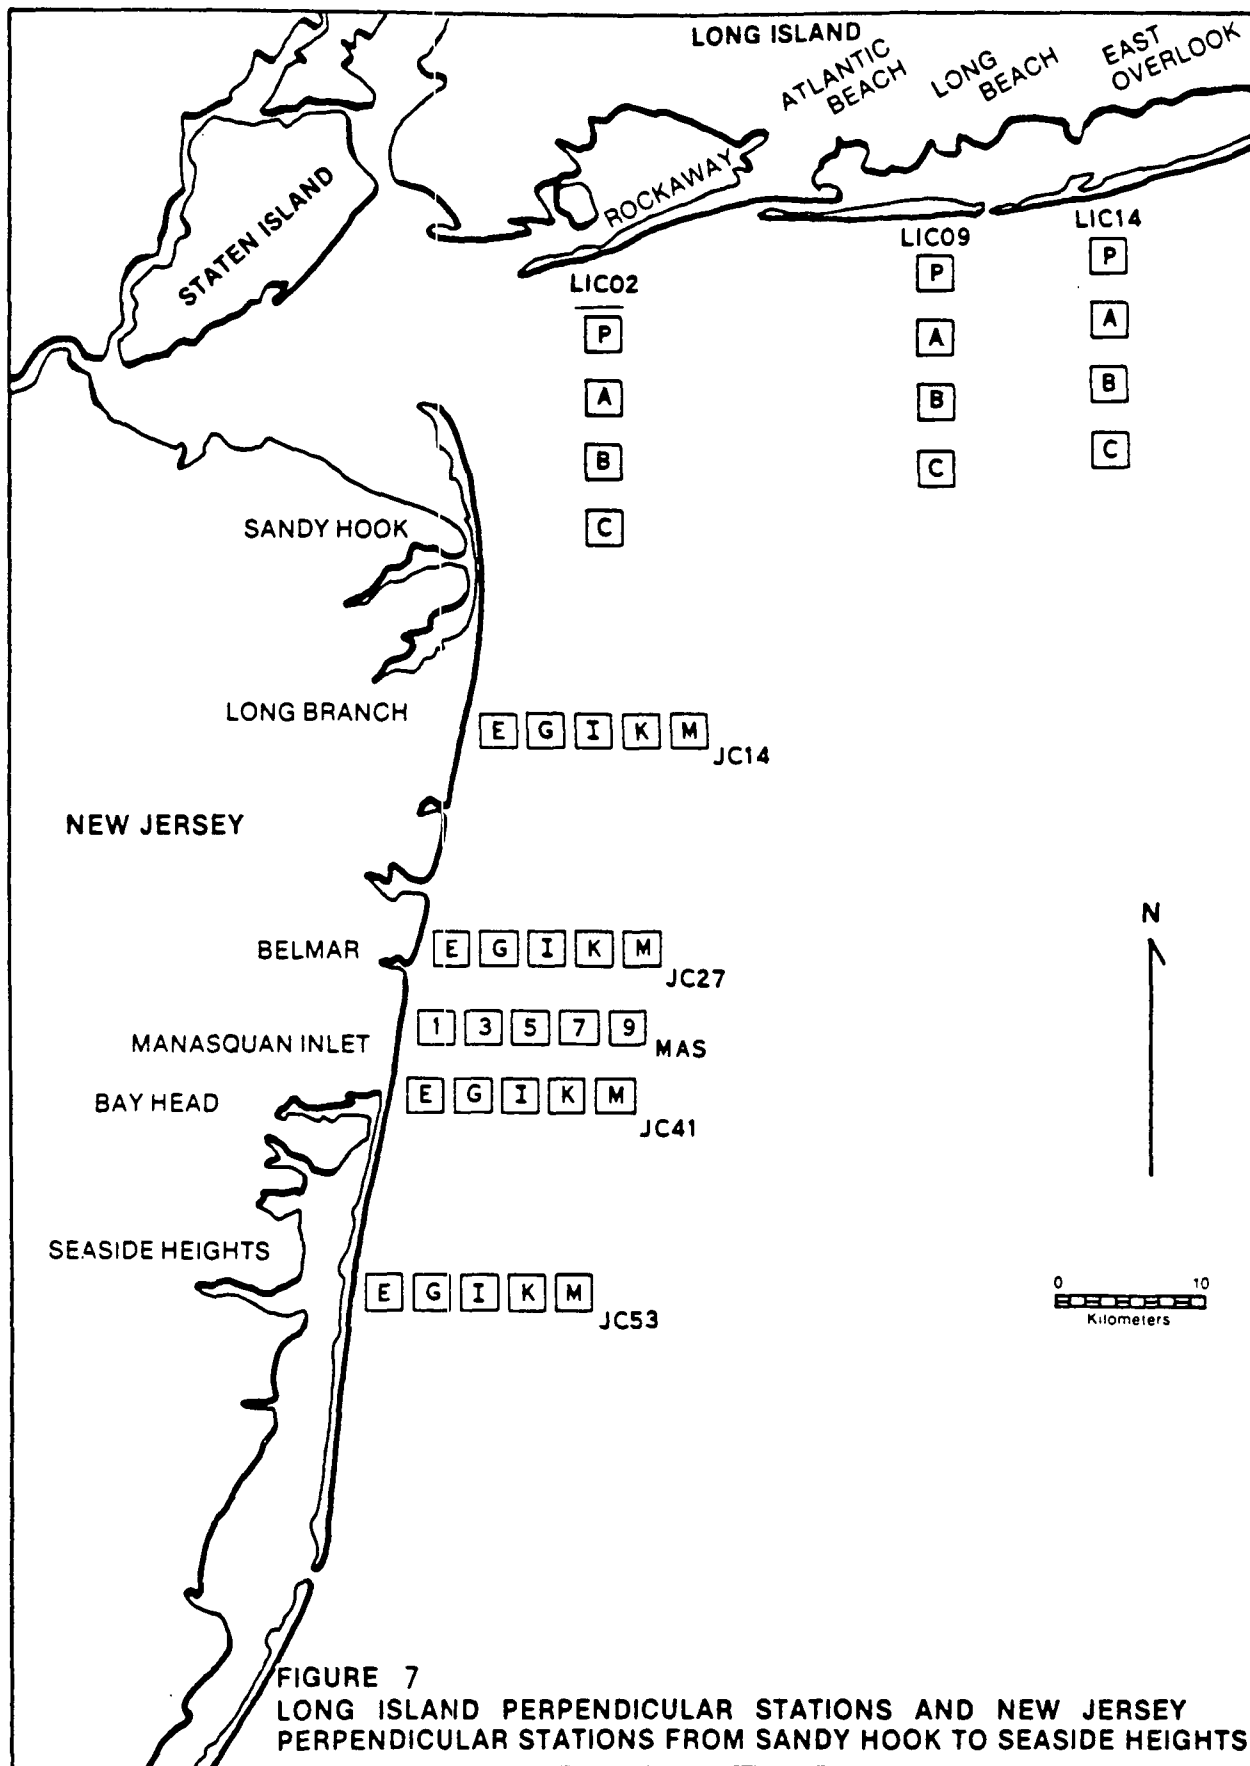 LONG ISLAND
ATLANTIC
BEACH
LONG
BEACH
EAST
OVERLOOK
ROCKAWAY
STATEN ISLAND
LIC02
P
A
B
C
LIC09
P
A
B
C
LIC14
P
A
B
C
SANDY HOOK
LONG BRANCH
E G I K M
JC14
NEW JERSEY
BELMAR
E G I K M
JC27
MANASQUAN INLET
1 3 5 7 9
MAS
BAY HEAD
E G I K M
JC41
SEASIDE HEIGHTS
E G I K M
JC53
N
0 10
Kilometers
FIGURE 7
LONG ISLAND PERPENDICULAR STATIONS AND NEW JERSEY
PERPENDICULAR STATIONS FROM SANDY HOOK TO SEASIDE HEIGHTS